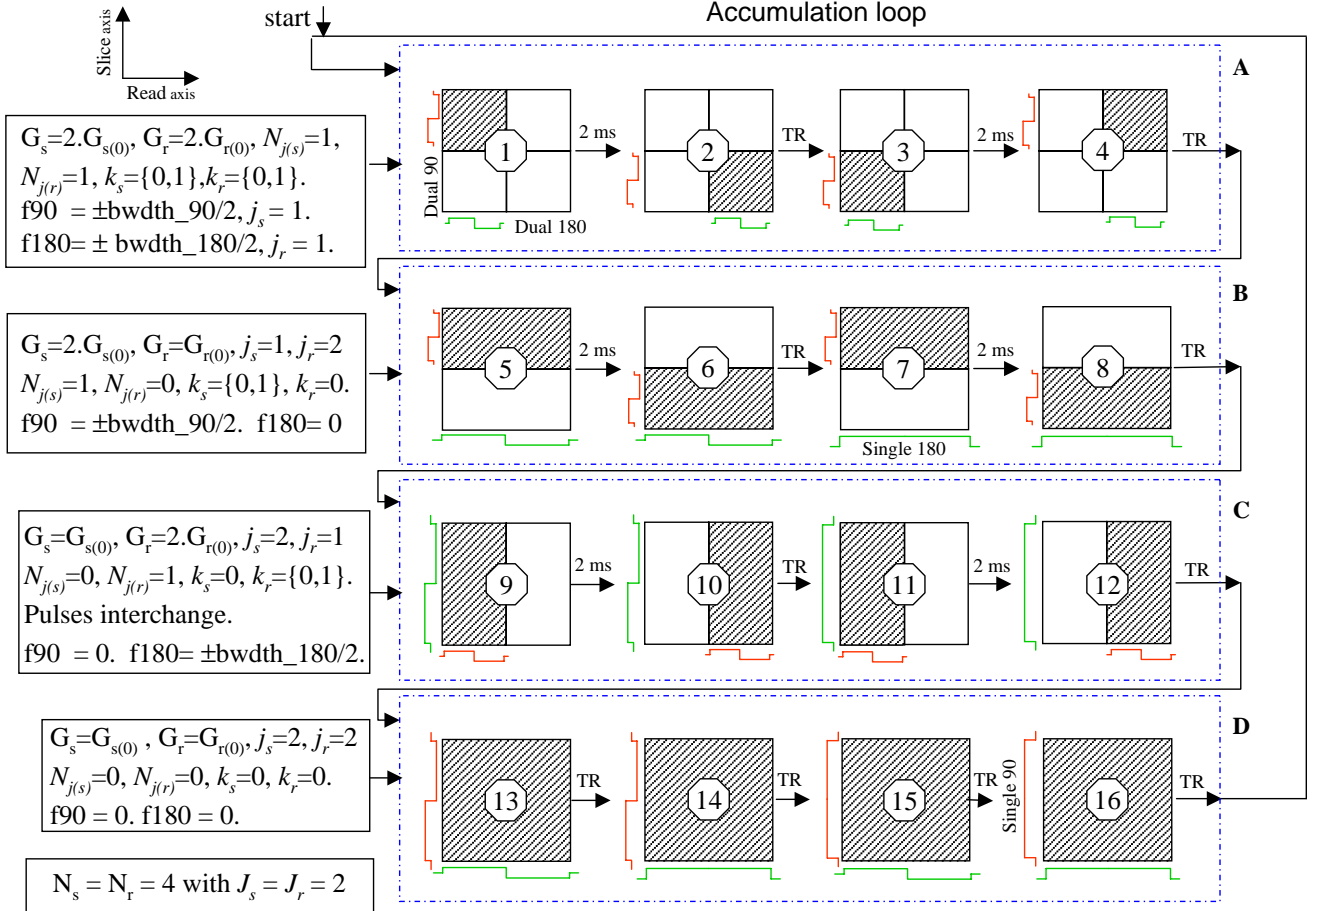 Accumulation loop
start
Slice axis
Read axis
A
G_s=2.G_s(0), G_r=2.G_r(0), N_j(s)=1,
N_j(r)=1, k_s={0,1},k_r={0,1}.
f90 = ±bwdth_90/2, j_s = 1.
f180= ± bwdth_180/2, j_r = 1.
Dual 90
1
2 ms
2
TR
3
2 ms
4
TR
Dual 180
B
G_s=2.G_s(0), G_r=G_r(0), j_s=1, j_r=2
N_j(s)=1, N_j(r)=0, k_s={0,1}, k_r=0.
f90 = ±bwdth_90/2. f180= 0
5
2 ms
6
TR
7
2 ms
8
TR
Single 180
C
G_s=G_s(0), G_r=2.G_r(0), j_s=2, j_r=1
N_j(s)=0, N_j(r)=1, k_s=0, k_r={0,1}.
Pulses interchange.
f90 = 0. f180= ±bwdth_180/2.
9
2 ms
10
TR
11
2 ms
12
TR
D
G_s=G_s(0) , G_r=G_r(0), j_s=2, j_r=2
N_j(s)=0, N_j(r)=0, k_s=0, k_r=0.
f90 = 0. f180 = 0.
13
TR
14
TR
15
TR
Single 90
16
TR
N_s = N_r = 4 with J_s = J_r = 2